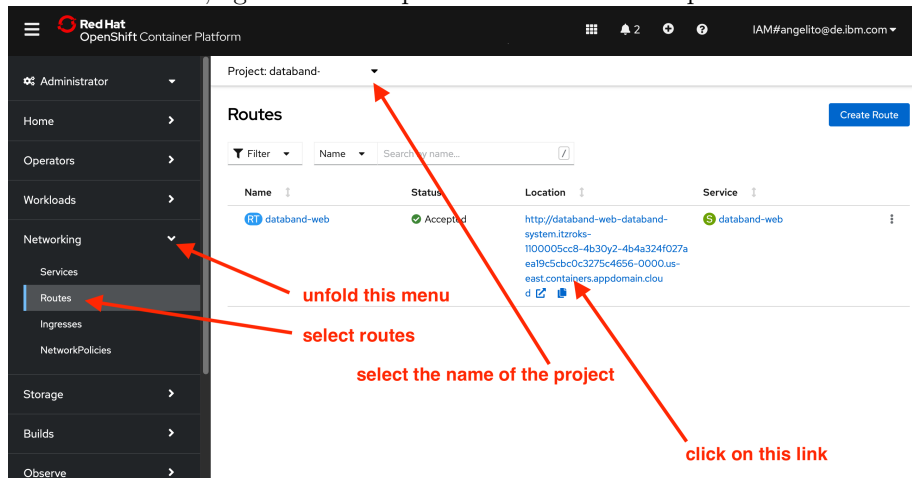 Red Hat
OpenShift Container Platform
2
IAM#angelito@de.ibm.com
Administrator
Project: databand-
Home
Routes
Create Route
Operators
Filter
Name
Search by name...
/
Workloads
Name
Status
Location
Service
RT databand-web
Accepted
http://databand-web-databand-
system.itzroks-
1100005cc8-4b30y2-4b4a324f027a
ea19c5cbc0c3275c4656-0000.us-
east.containers.appdomain.clou
d
S databand-web
Networking
Services
Routes
Ingresses
NetworkPolicies
unfold this menu
select routes
select the name of the project
click on this link
Storage
Builds
Observe